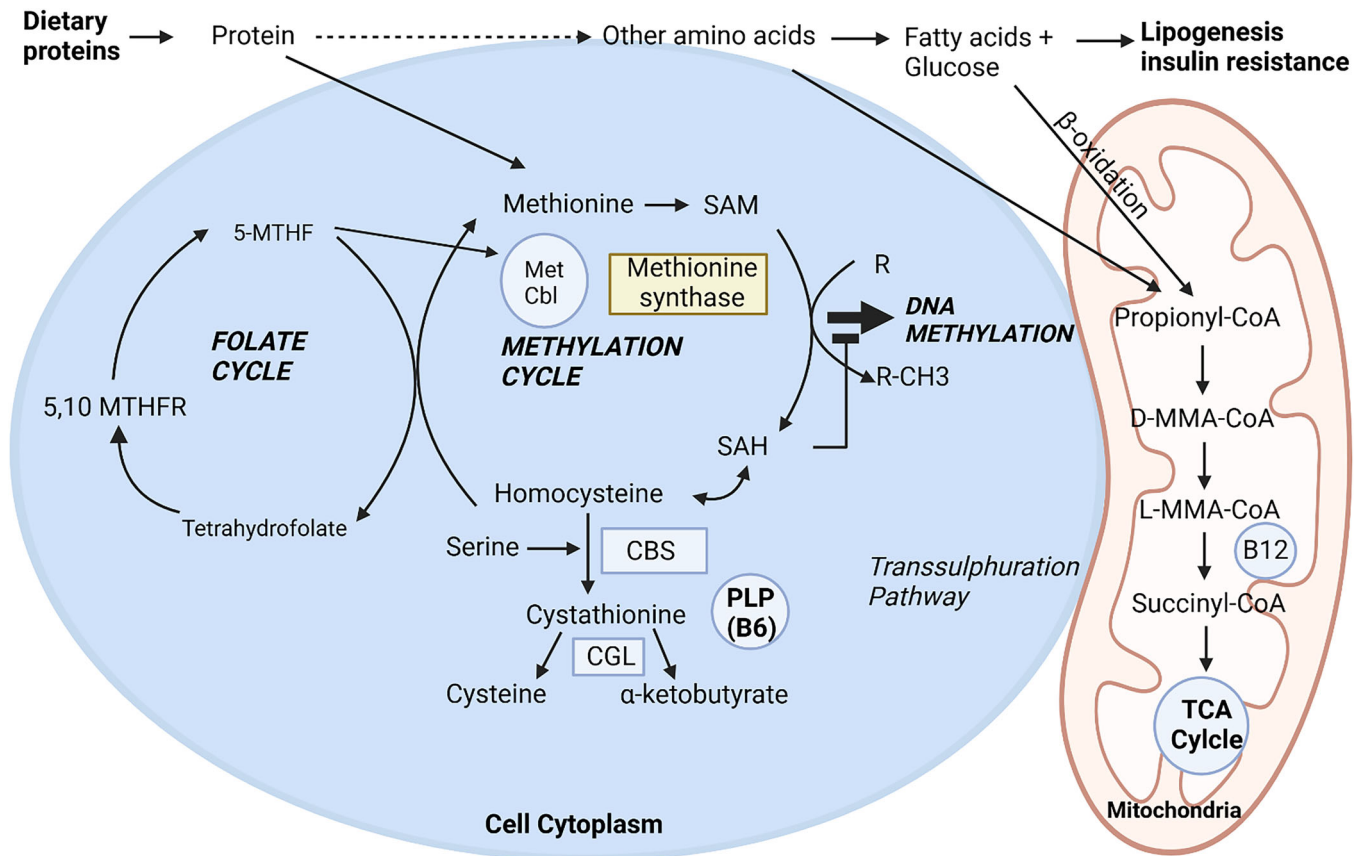 Dietary
proteins
Protein
Other amino acids
Fatty acids +
Glucose
Lipogenesis
insulin resistance
β-oxidation
Methionine
SAM
5-MTHF
Met
Cbl
Methionine
synthase
R
DNA
METHYLATION
FOLATE
CYCLE
METHYLATION
CYCLE
R-CH3
5,10 MTHFR
SAH
Homocysteine
Tetrahydrofolate
Serine
CBS
Transsulphuration
Pathway
Cystathionine
PLP
(B6)
CGL
Cysteine
α-ketobutyrate
Cell Cytoplasm
Propionyl-CoA
D-MMA-CoA
L-MMA-CoA
B12
Succinyl-CoA
TCA
Cylcle
Mitochondria